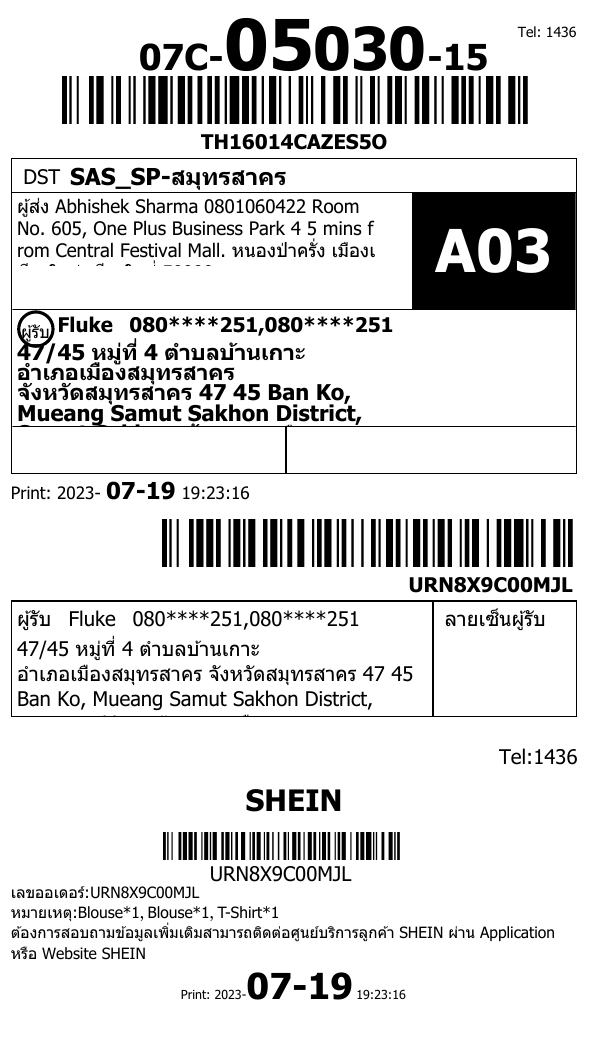 Tel: 1436
07C-05030-15
TH16014CAZES5O
DST SAS_SP-สมุทรสาคร
ผู้ส่ง Abhishek Sharma 0801060422 Room
No. 605, One Plus Business Park 4 5 mins f
rom Central Festival Mall. หนองป่าครั่ง เมืองเ
A03
ผู้รับ Fluke 080****251,080****251
47/45 หมู่ที่ 4 ตำบลบ้านเกาะ
อำเภอเมืองสมุทรสาคร
จังหวัดสมุทรสาคร 47 45 Ban Ko,
Mueang Samut Sakhon District,
Print: 2023- 07-19 19:23:16
URN8X9C00MJL
ผู้รับ Fluke 080****251,080****251
ลายเซ็นผู้รับ
47/45 หมู่ที่ 4 ตำบลบ้านเกาะ
อำเภอเมืองสมุทรสาคร จังหวัดสมุทรสาคร 47 45
Ban Ko, Mueang Samut Sakhon District,
Tel:1436
SHEIN
URN8X9C00MJL
เลขออเดอร์:URN8X9C00MJL
หมายเหตุ:Blouse*1, Blouse*1, T-Shirt*1
ต้องการสอบถามข้อมูลเพิ่มเติมสามารถติดต่อศูนย์บริการลูกค้า SHEIN ผ่าน Application
หรือ Website SHEIN
Print: 2023-07-19 19:23:16